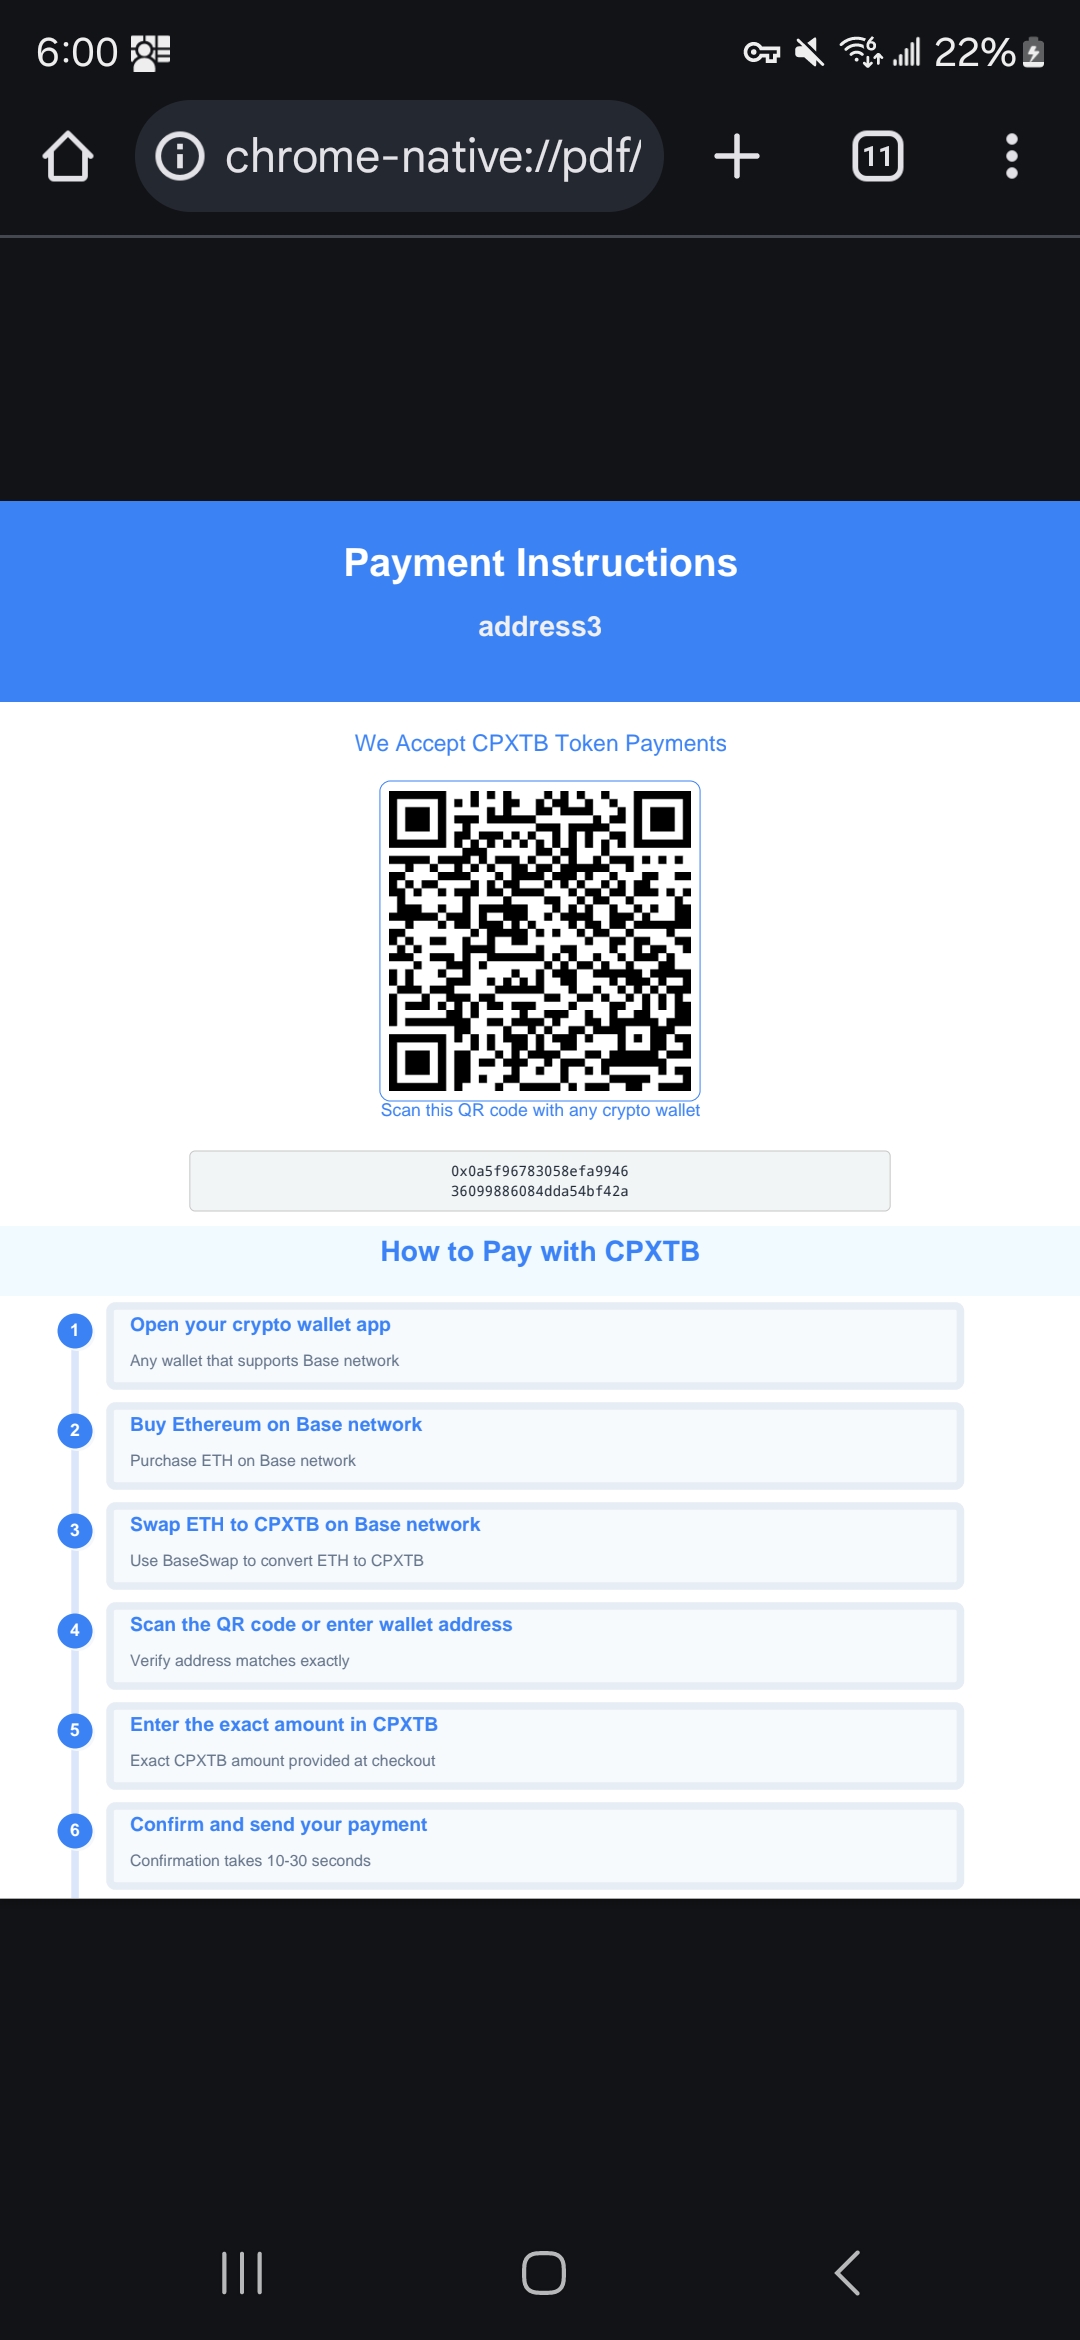 6:00
22%
chrome-native://pdf/
11
Payment Instructions
address3
We Accept CPXTB Token Payments
Scan this QR code with any crypto wallet
0x0a5f96783058efa9946
36099886084dda54bf42a
How to Pay with CPXTB
1
Open your crypto wallet app
Any wallet that supports Base network
2
Buy Ethereum on Base network
Purchase ETH on Base network
3
Swap ETH to CPXTB on Base network
Use BaseSwap to convert ETH to CPXTB
4
Scan the QR code or enter wallet address
Verify address matches exactly
5
Enter the exact amount in CPXTB
Exact CPXTB amount provided at checkout
6
Confirm and send your payment
Confirmation takes 10-30 seconds